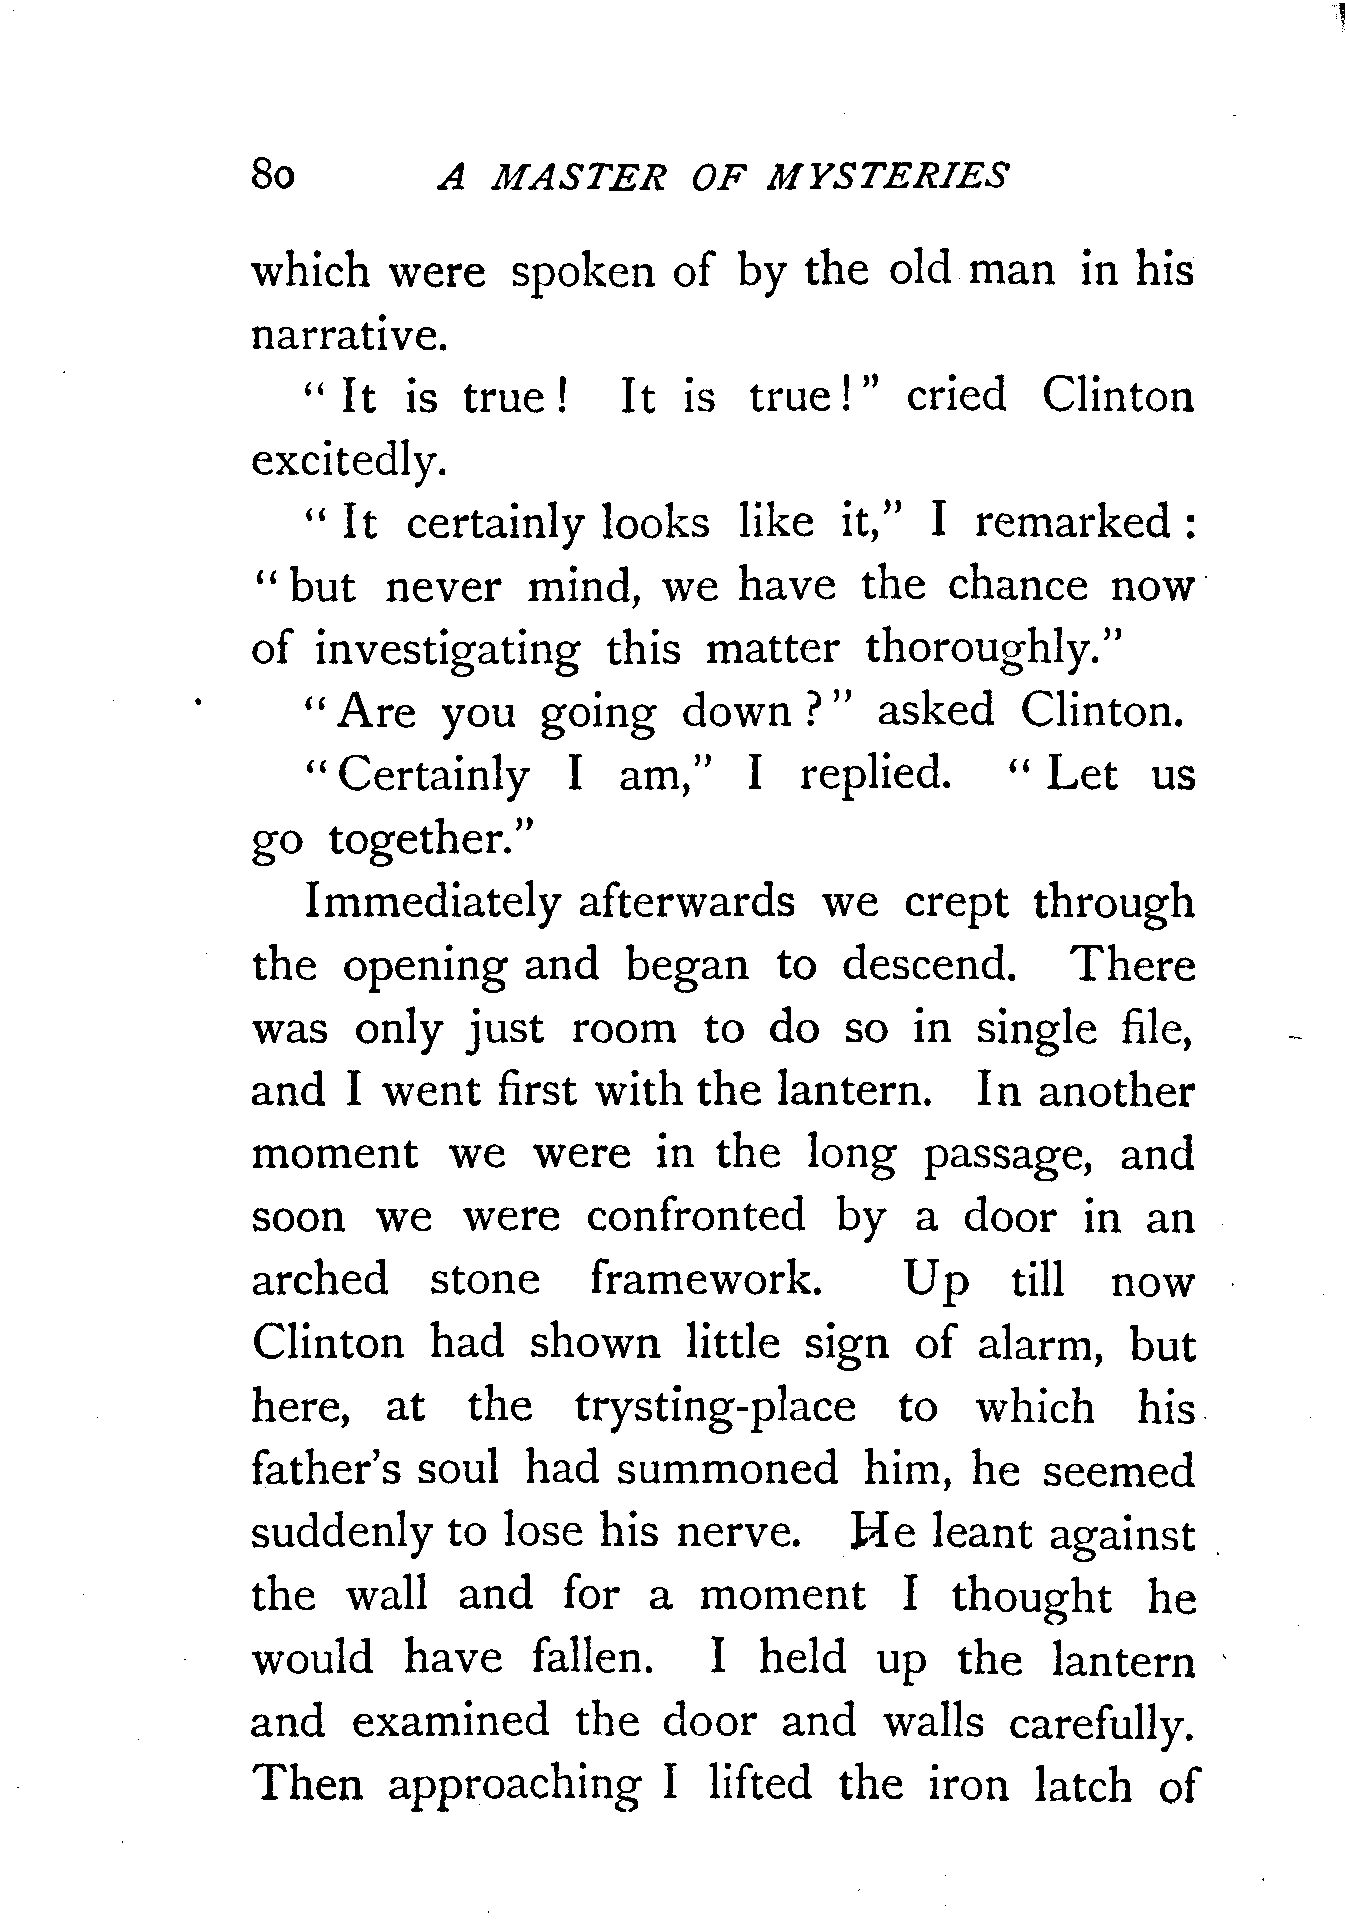 80 A MASTER OF MYSTERIES
which were spoken of by the old man in his
narrative.
" It is true ! It is true ! " cried Clinton
excitedly.
" It certainly looks like it," I remarked :
" but never mind, we have the chance now
of investigating this matter thoroughly."
" Are you going down ? " asked Clinton.
" Certainly I am," I replied. " Let us
go together."
Immediately afterwards we crept through
the opening and began to descend. There
was only just room to do so in single file,
and I went first with the lantern. In another
moment we were in the long passage, and
soon we were confronted by a door in an
arched stone framework. Up till now
Clinton had shown little sign of alarm, but
here, at the trysting-place to which his
father's soul had summoned him, he seemed
suddenly to lose his nerve. He leant against
the wall and for a moment I thought he
would have fallen. I held up the lantern
and examined the door and walls carefully.
Then approaching I lifted the iron latch of